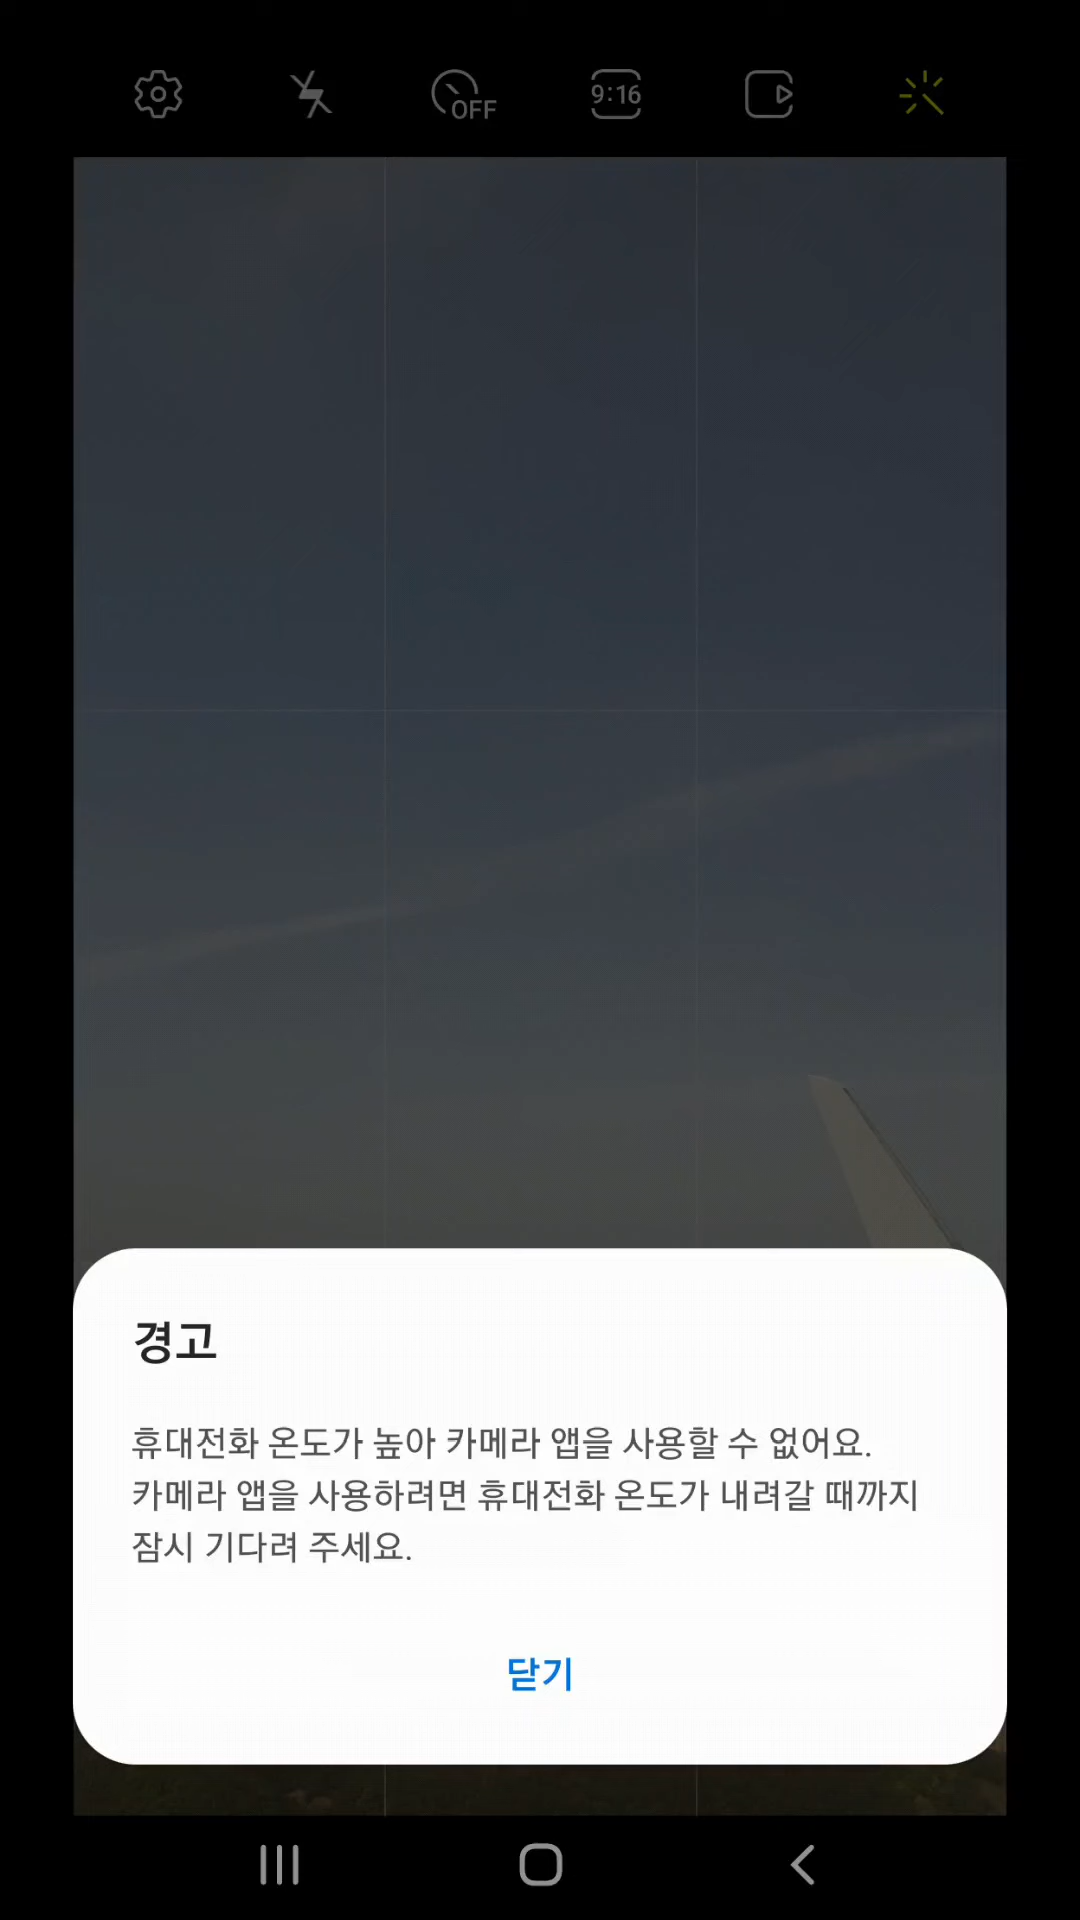 OFF
9:16
경고
휴대전화 온도가 높아 카메라 앱을 사용할 수 없어요.
카메라 앱을 사용하려면 휴대전화 온도가 내려갈 때까지
잠시 기다려 주세요.
닫기